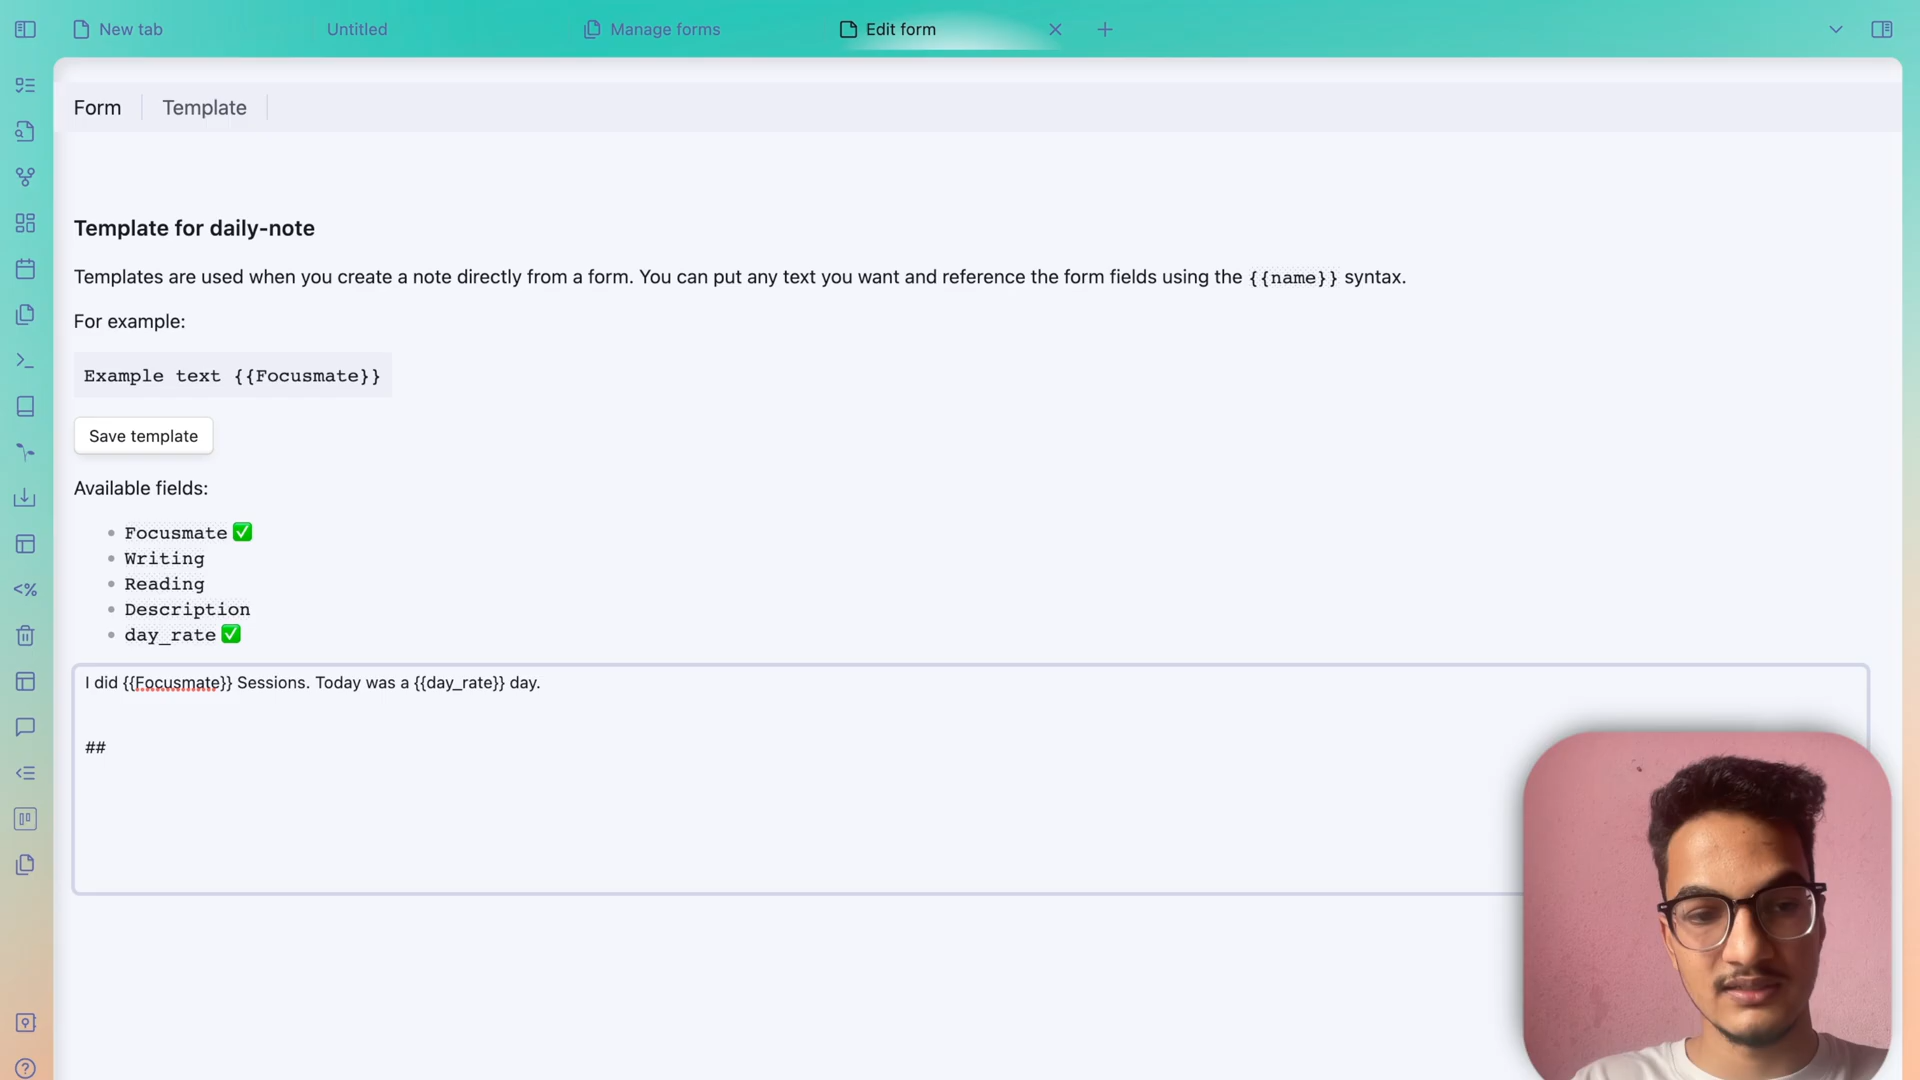 New tab
Untitled
Manage forms
Edit form
Form
Template
Template for daily-note
Templates are used when you create a note directly from a form. You can put any text you want and reference the form fields using the {{name}} syntax.
For example:
Example text {{Focusmate}}
Save template
Available fields:
Focusmate ✅
Writing
Reading
Description
day_rate ✅
I did {{Focusmate}} Sessions. Today was a {{day_rate}} day.
##